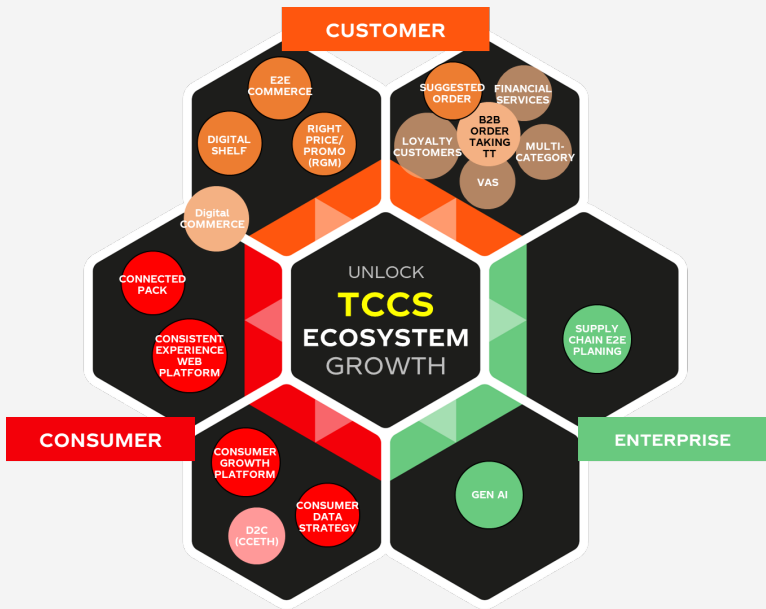 CUSTOMER
E2E
COMMERCE
DIGITAL
SHELF
RIGHT
PRICE/
PROMO
(RGM)
Digital
COMMERCE
SUGGESTED
ORDER
FINANCIAL
SERVICES
B2B
ORDER
TAKING
TT
LOYALTY
CUSTOMERS
MULTI-
CATEGORY
VAS
CONNECTED
PACK
CONSISTENT
EXPERIENCE
WEB
PLATFORM
UNLOCK
TCCS
ECOSYSTEM
GROWTH
SUPPLY
CHAIN E2E
PLANING
CONSUMER
ENTERPRISE
CONSUMER
GROWTH
PLATFORM
CONSUMER
DATA
STRATEGY
D2C
(CCETH)
GEN AI